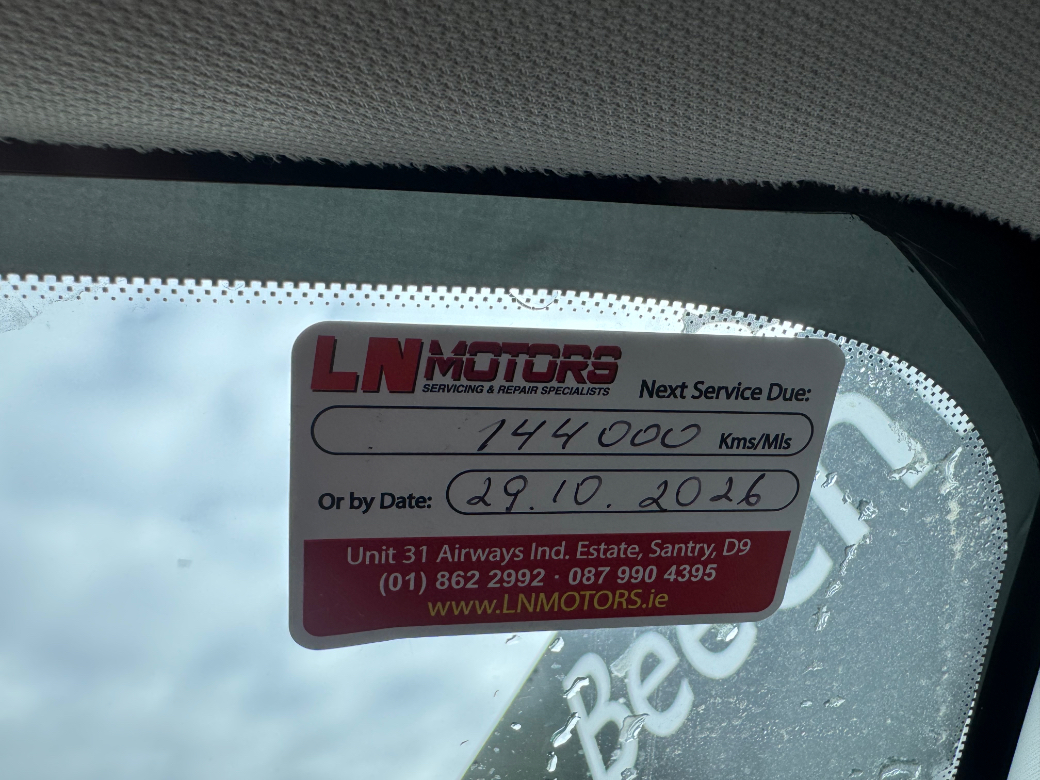 LN MOTORS
SERVICING & REPAIR SPECIALISTS
Next Service Due:
144000 Kms/Mls
Or by Date: 29.10.2026
Unit 31 Airways Ind. Estate, Santry, D9
(01) 862 2992 · 087 990 4395
www.LNMOTORS.ie